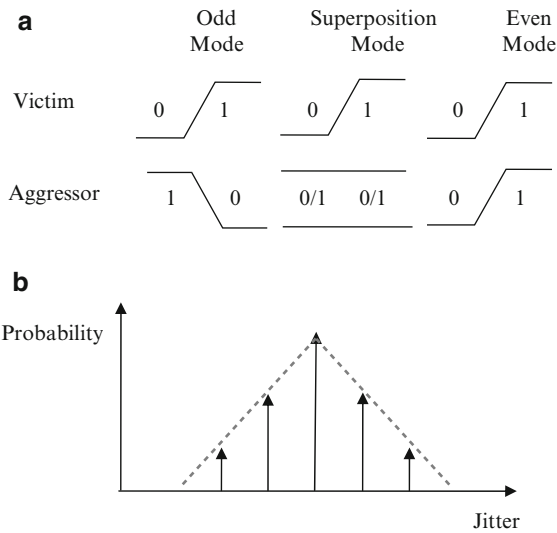 a
Odd Mode
Superposition Mode
Even Mode
Victim
0 1 0 1 0 1
Aggressor
1 0 0/1 0/1 0 1
b
Probability
Jitter